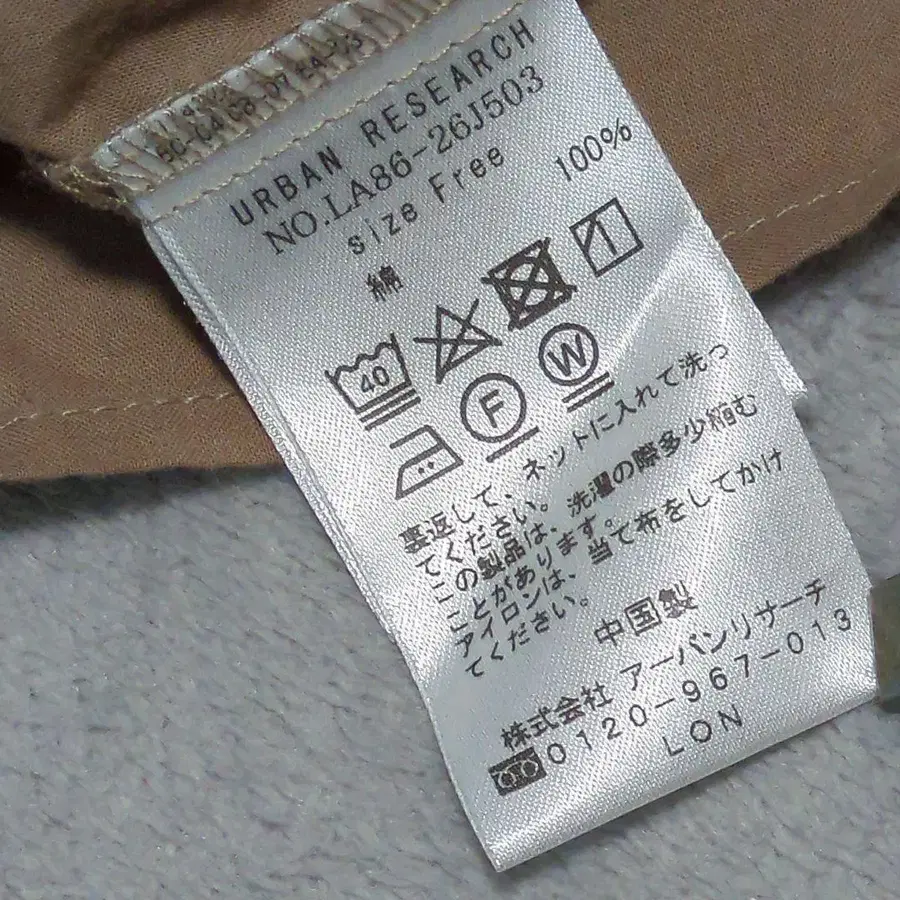 URBAN RESEARCH
NO.LA86-26J503
Size Free
綿 100%
40
F W
裏返して、ネットに入れて洗っ
てください。
この製品は、洗濯の際多少縮む
ことがあります。
アイロンは、当て布をしてかけ
てください。
中国製
株式会社 アーバンリサーチ
0120-967-013
LON